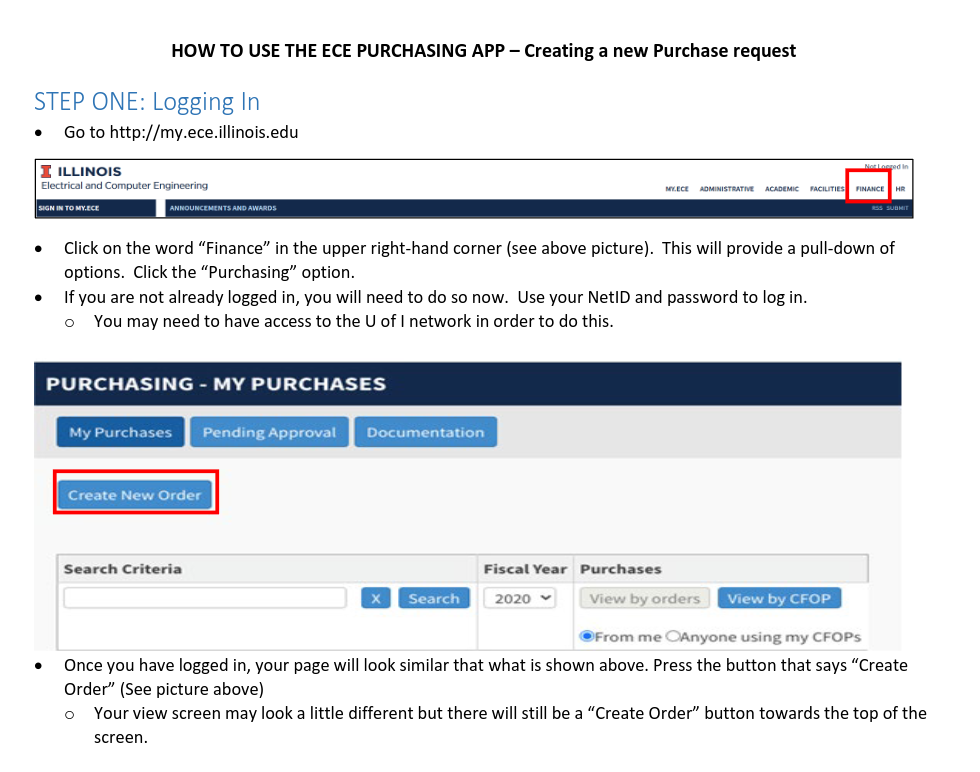 HOW TO USE THE ECE PURCHASING APP – Creating a new Purchase request
STEP ONE: Logging In
• Go to http://my.ece.illinois.edu
I ILLINOIS
Electrical and Computer Engineering
Not Logged In
MY.ECE ADMINISTRATIVE ACADEMIC FACILITIES FINANCE HR
SIGN IN TO MY.ECE ANNOUNCEMENTS AND AWARDS RSS SUBMIT
• Click on the word “Finance” in the upper right-hand corner (see above picture). This will provide a pull-down of
options. Click the “Purchasing” option.
• If you are not already logged in, you will need to do so now. Use your NetID and password to log in.
o You may need to have access to the U of I network in order to do this.
PURCHASING - MY PURCHASES
My Purchases Pending Approval Documentation
Create New Order
Search Criteria Fiscal Year Purchases
X Search 2020 View by orders View by CFOP
From me Anyone using my CFOPs
• Once you have logged in, your page will look similar that what is shown above. Press the button that says “Create
Order” (See picture above)
o Your view screen may look a little different but there will still be a “Create Order” button towards the top of the
screen.